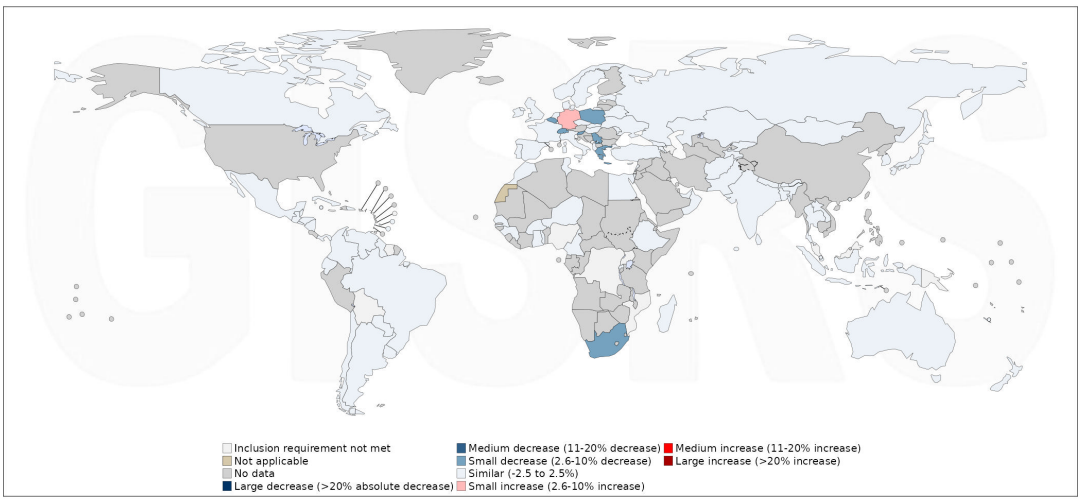 GISRS
Inclusion requirement not met
Not applicable
No data
Large decrease (>20% absolute decrease)
Medium decrease (11-20% decrease)
Small decrease (2.6-10% decrease)
Similar (-2.5 to 2.5%)
Small increase (2.6-10% increase)
Medium increase (11-20% increase)
Large increase (>20% increase)